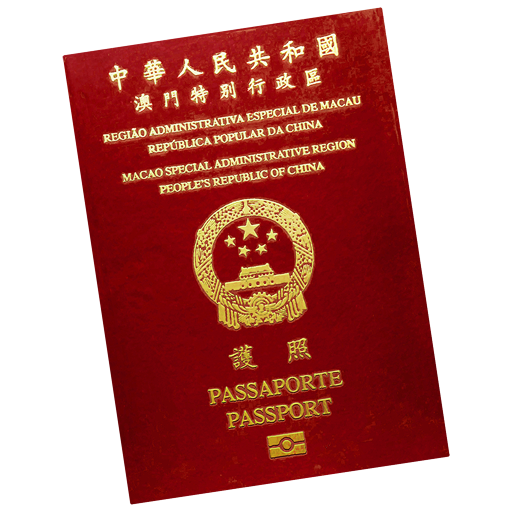 中華人民共和國
澳門特別行政區
REGIÃO ADMINISTRATIVA ESPECIAL DE MACAU
REPÚBLICA POPULAR DA CHINA
MACAO SPECIAL ADMINISTRATIVE REGION
PEOPLE'S REPUBLIC OF CHINA
護照
PASSAPORTE
PASSPORT